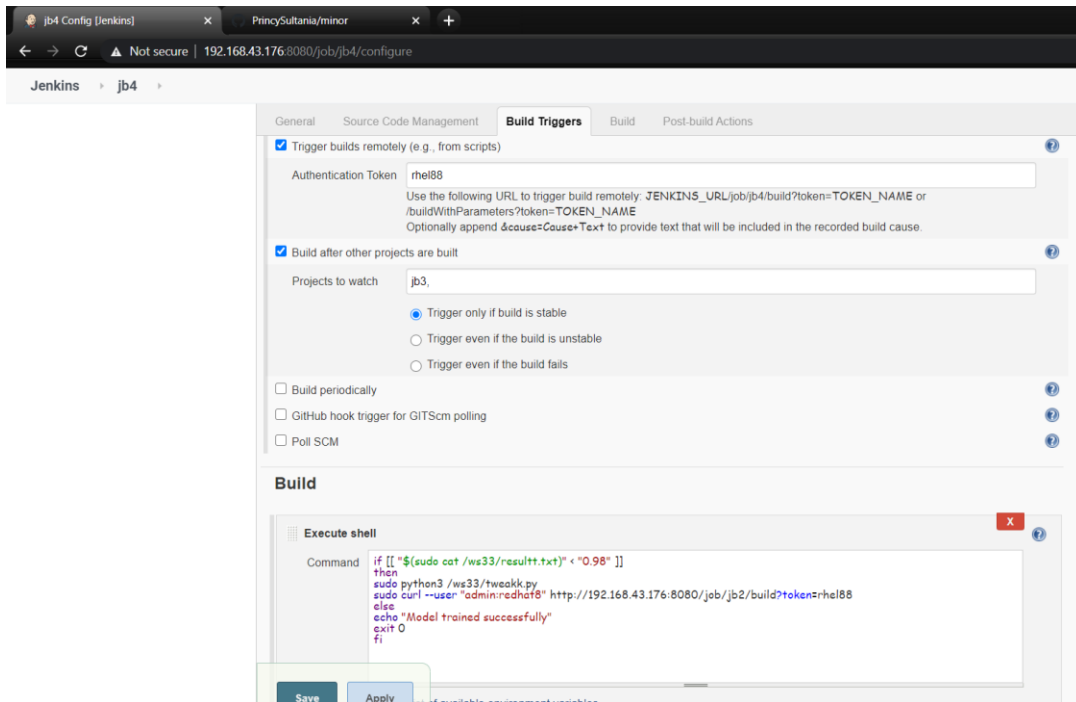 jb4 Config [Jenkins]
PrincySultania/minor
Not secure | 192.168.43.176:8080/job/jb4/configure
Jenkins
jb4
General
Source Code Management
Build Triggers
Build
Post-build Actions
Trigger builds remotely (e.g., from scripts)
Authentication Token
rhel88
Use the following URL to trigger build remotely: JENKINS_URL/job/jb4/build?token=TOKEN_NAME or
/buildWithParameters?token=TOKEN_NAME
Optionally append &cause=Cause+Text to provide text that will be included in the recorded build cause.
Build after other projects are built
Projects to watch
jb3,
Trigger only if build is stable
Trigger even if the build is unstable
Trigger even if the build fails
Build periodically
GitHub hook trigger for GITScm polling
Poll SCM
Build
X
Execute shell
Command
if [[ "$(sudo cat /ws33/resultt.txt)" < "0.98" ]]
then
sudo python3 /ws33/tweakk.py
sudo curl --user "admin:redhat8" http://192.168.43.176:8080/job/jb2/build?token=rhel88
else
echo "Model trained successfully"
exit 0
fi
Save
Apply
of available environment variables